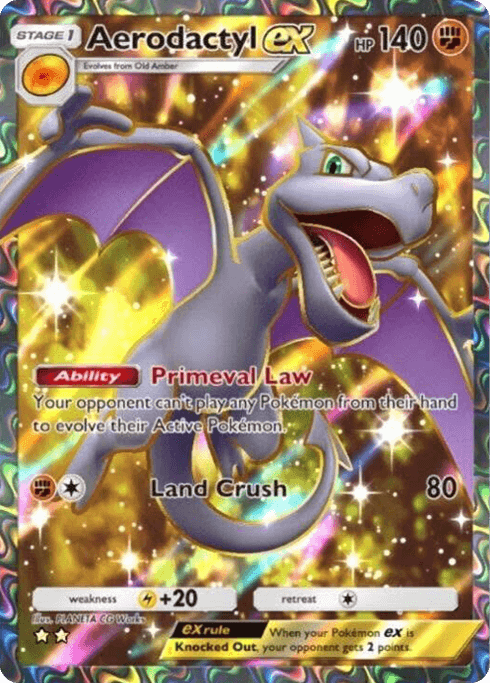 STAGE 1 Aerodactyl ex HP 140
Evolves from Old Amber
Ability Primeval Law
Your opponent can't play any Pokémon from their hand
to evolve their Active Pokémon.
Land Crush 80
weakness +20 retreat
Illus. PLANETA CG Works
ex rule When your Pokémon ex is
Knocked Out, your opponent gets 2 points.